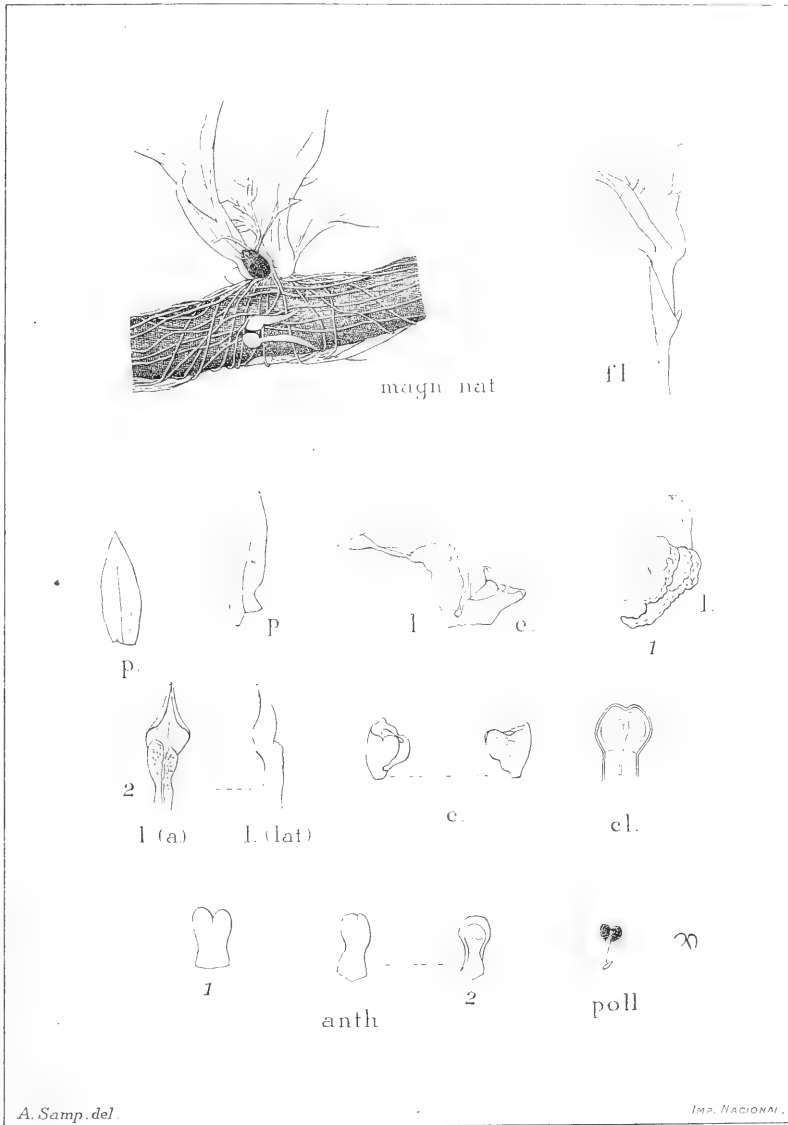 magn nat
fl
p.
p
l
c.
l.
1
2
l (a.)
l. (lat)
c.
cl.
1
2
anth
poll
A. Samp. del.
IMP. NACIONAL.